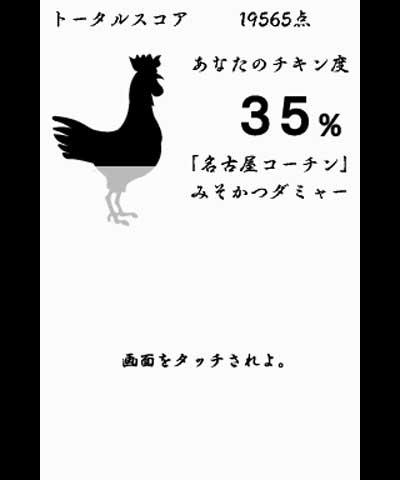 トータルスコア 19565点
あなたのチキン度
35%
「名古屋コーチン」
みそかつダミャー
画面をタッチされよ。